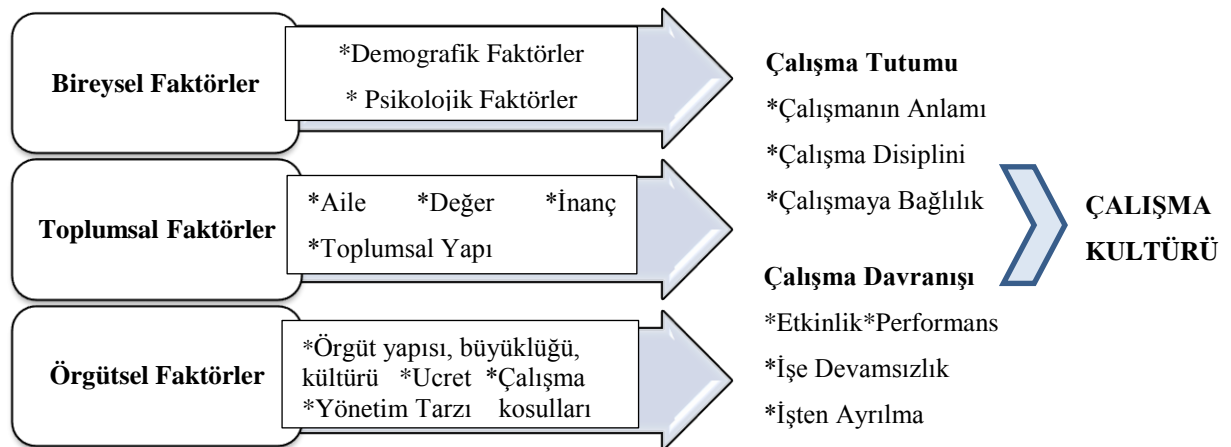 Bireysel Faktörler
*Demografik Faktörler
* Psikolojik Faktörler
Toplumsal Faktörler
*Aile *Değer *İnanç
*Toplumsal Yapı
Örgütsel Faktörler
*Örgüt yapısı, büyüklüğü,
kültürü *Ucret *Çalışma
*Yönetim Tarzı kosulları
Çalışma Tutumu
*Çalışmanın Anlamı
*Çalışma Disiplini
*Çalışmaya Bağlılık
Çalışma Davranışı
*Etkinlik*Performans
*İşe Devamsızlık
*İşten Ayrılma
ÇALIŞMA
KULTÜRÜ